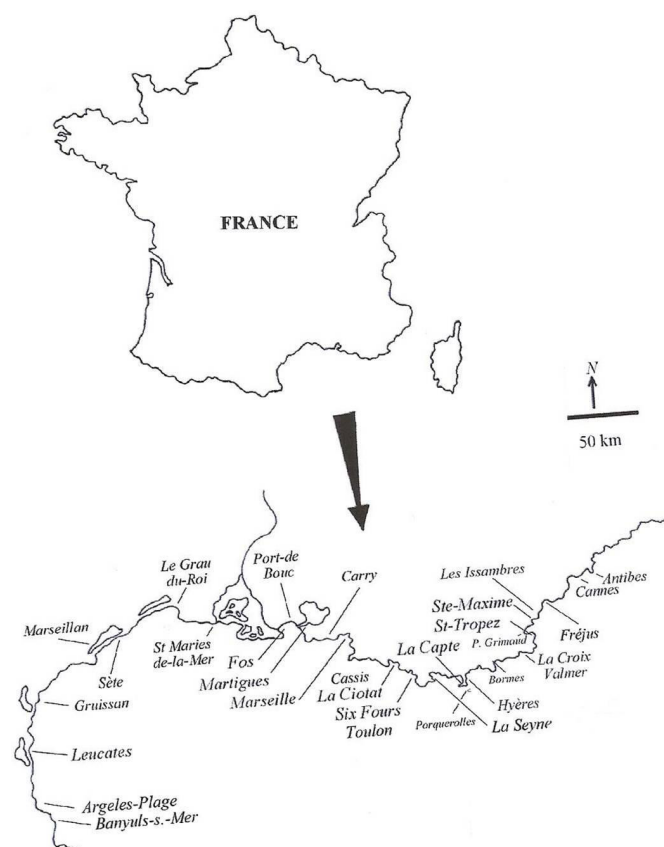 FRANCE
N
50 km
Le Grau
du-Roi
Port-de
Bouc
Carry
Les Issambres
Antibes
Cannes
Marseillan
Ste-Maxime
St-Tropez
P. Grimaud
Fréjus
St Maries
de-la-Mer
Fos
La Capte
La Croix
Valmer
Sète
Martigues
Cassis
Bormes
Gruissan
Marseille
La Ciotat
Hyères
Six Fours
Porquerolles
La Seyne
Toulon
Leucates
Argeles-Plage
Banyuls-s.-Mer